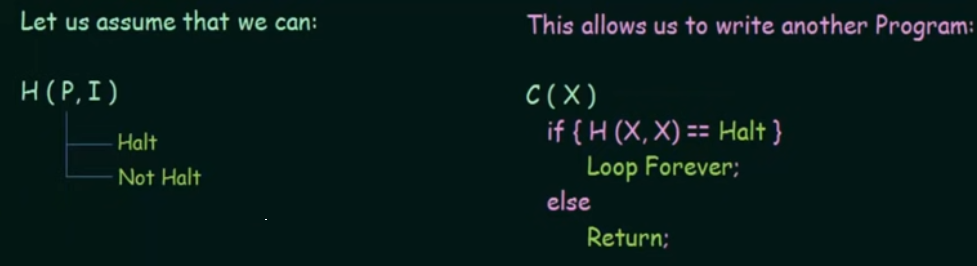 Let us assume that we can:
H ( P, I )
Halt
Not Halt
This allows us to write another Program:
C ( X )
if { H ( X, X ) == Halt }
Loop Forever;
else
Return;